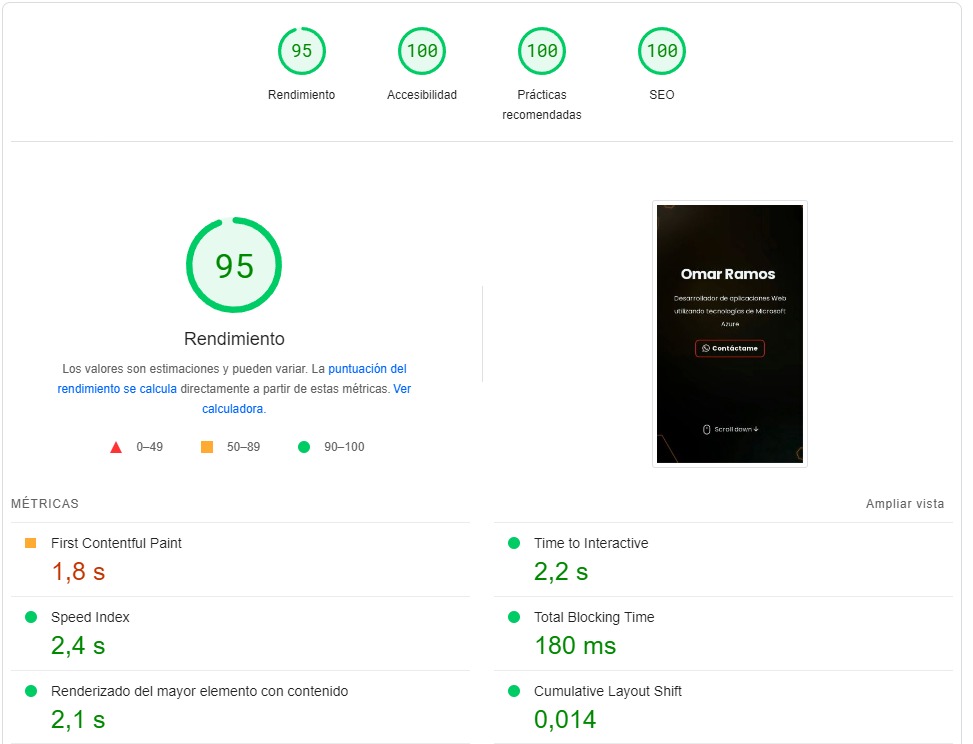 95
100
100
100
Rendimiento
Accesibilidad
Prácticas
recomendadas
SEO
95
Rendimiento
Los valores son estimaciones y pueden variar. La puntuación del
rendimiento se calcula directamente a partir de estas métricas. Ver
calculadora.
0–49
50–89
90–100
Omar Ramos
Desarrollador de aplicaciones Web
utilizando tecnologías de Microsoft
Azure
Contáctame
Scroll down ↓
MÉTRICAS
Ampliar vista
First Contentful Paint
1,8 s
Time to Interactive
2,2 s
Speed Index
2,4 s
Total Blocking Time
180 ms
Renderizado del mayor elemento con contenido
2,1 s
Cumulative Layout Shift
0,014